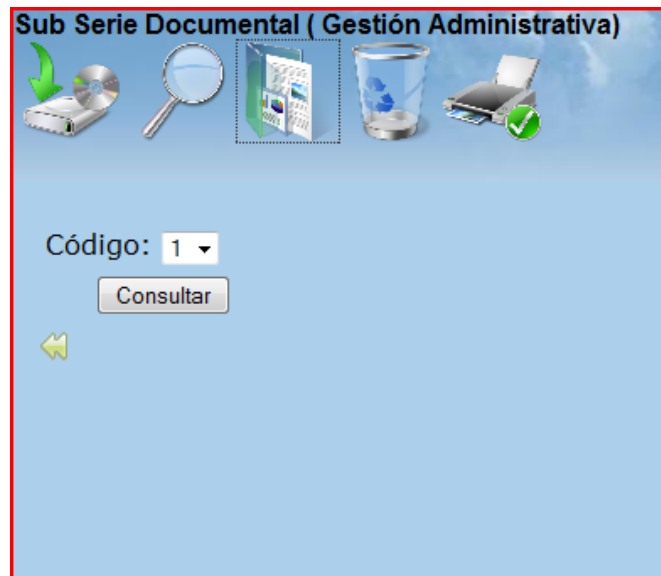 Sub Serie Documental ( Gestión Administrativa)
Código: 1
Consultar